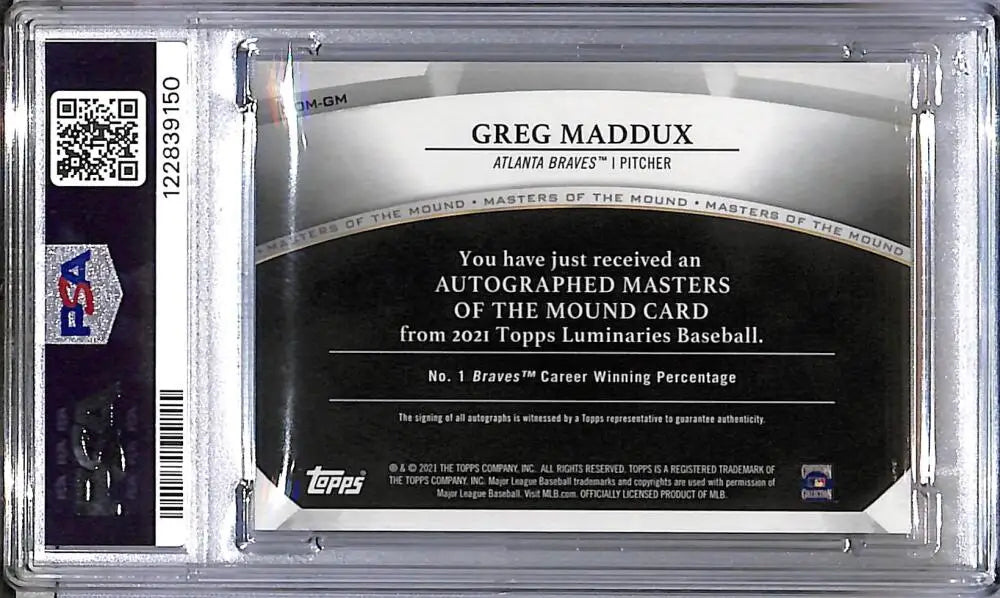 122839150
PSA
OM-GM
GREG MADDUX
ATLANTA BRAVES™ | PITCHER
MASTERS OF THE MOUND • MASTERS OF THE MOUND • MASTERS OF THE MOUND
You have just received an
AUTOGRAPHED MASTERS
OF THE MOUND CARD
from 2021 Topps Luminaries Baseball.
No. 1 Braves™ Career Winning Percentage
The signing of all autographs is witnessed by a Topps representative to guarantee authenticity.
Topps
® & © 2021 THE TOPPS COMPANY, INC. ALL RIGHTS RESERVED. TOPPS IS A REGISTERED TRADEMARK OF
THE TOPPS COMPANY, INC. Major League Baseball trademarks and copyrights are used with permission of
Major League Baseball. Visit MLB.com. OFFICIALLY LICENSED PRODUCT OF MLB.
COLLECTION